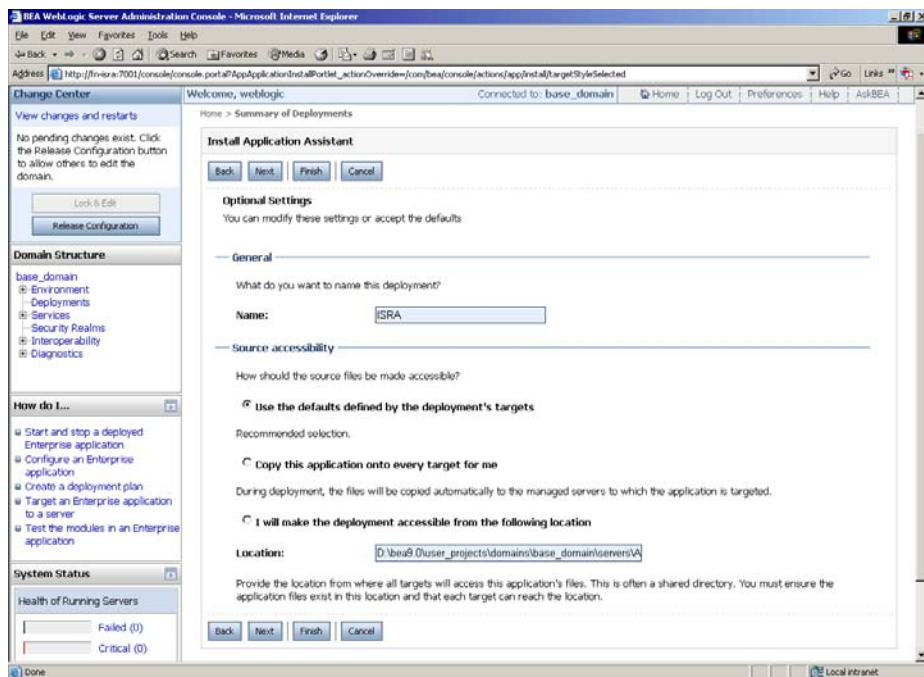 BEA WebLogic Server Administration Console - Microsoft Internet Explorer
File Edit View Favorites Tools Help
Back Search Favorites Media
Address http://fn-isra:7001/console/console.portal?AppApplicationInstallPortlet_actionOverride=/com/bea/console/actions/app/install/targetStyleSelected Go Links »
Change Center
View changes and restarts
No pending changes exist. Click
the Release Configuration button
to allow others to edit the
domain.
Lock & Edit
Release Configuration
Domain Structure
base_domain
Environment
Deployments
Services
Security Realms
Interoperability
Diagnostics
How do I...
Start and stop a deployed
Enterprise application
Configure an Enterprise
application
Create a deployment plan
Target an Enterprise application
to a server
Test the modules in an Enterprise
application
System Status
Health of Running Servers
Failed (0)
Critical (0)
Welcome, weblogic Connected to: base_domain Home Log Out Preferences Help AskBEA
Home > Summary of Deployments
Install Application Assistant
Back Next Finish Cancel
Optional Settings
You can modify these settings or accept the defaults
General
What do you want to name this deployment?
Name: ISRA
Source accessibility
How should the source files be made accessible?
Use the defaults defined by the deployment's targets
Recommended selection.
Copy this application onto every target for me
During deployment, the files will be copied automatically to the managed servers to which the application is targeted.
I will make the deployment accessible from the following location
Location: D:\bea9.0\user_projects\domains\base_domain\servers\A
Provide the location from where all targets will access this application's files. This is often a shared directory. You must ensure the
application files exist in this location and that each target can reach the location.
Back Next Finish Cancel
Done Local intranet